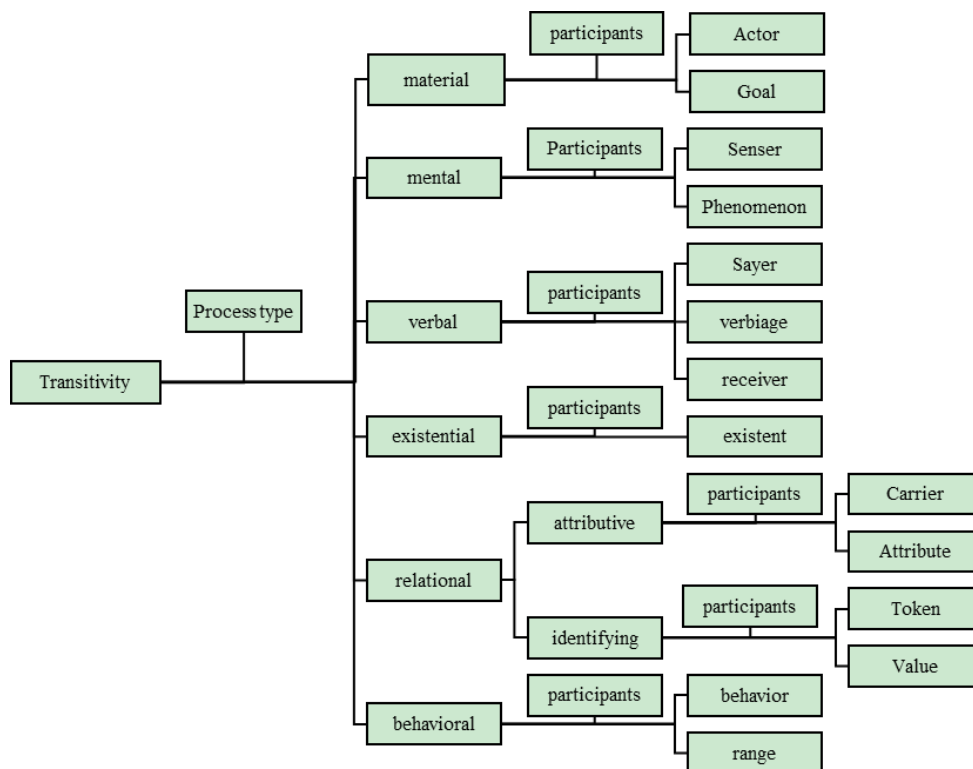 participants
Actor
material
Goal
Participants
Senser
mental
Phenomenon
Sayer
participants
Process type
verbal
verbiage
Transitivity
receiver
participants
existential
existent
participants
Carrier
attributive
Attribute
relational
participants
Token
identifying
Value
participants
behavior
behavioral
range